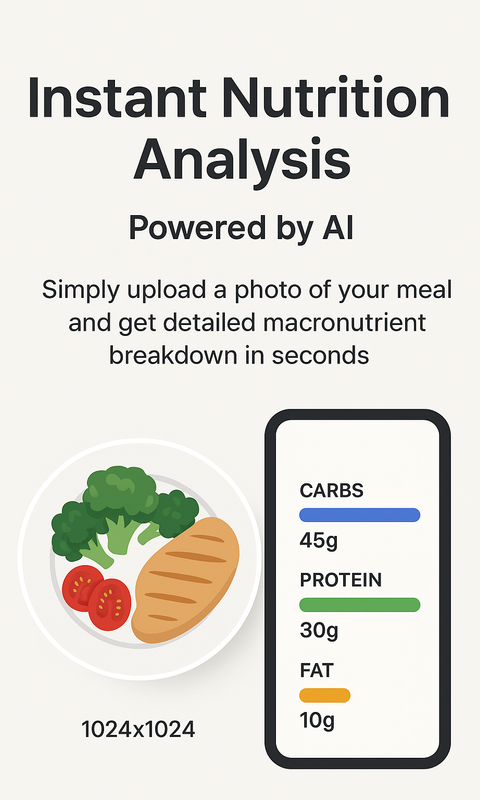 Instant Nutrition
Analysis
Powered by AI
Simply upload a photo of your meal
and get detailed macronutrient
breakdown in seconds
CARBS
45g
PROTEIN
30g
FAT
10g
1024x1024